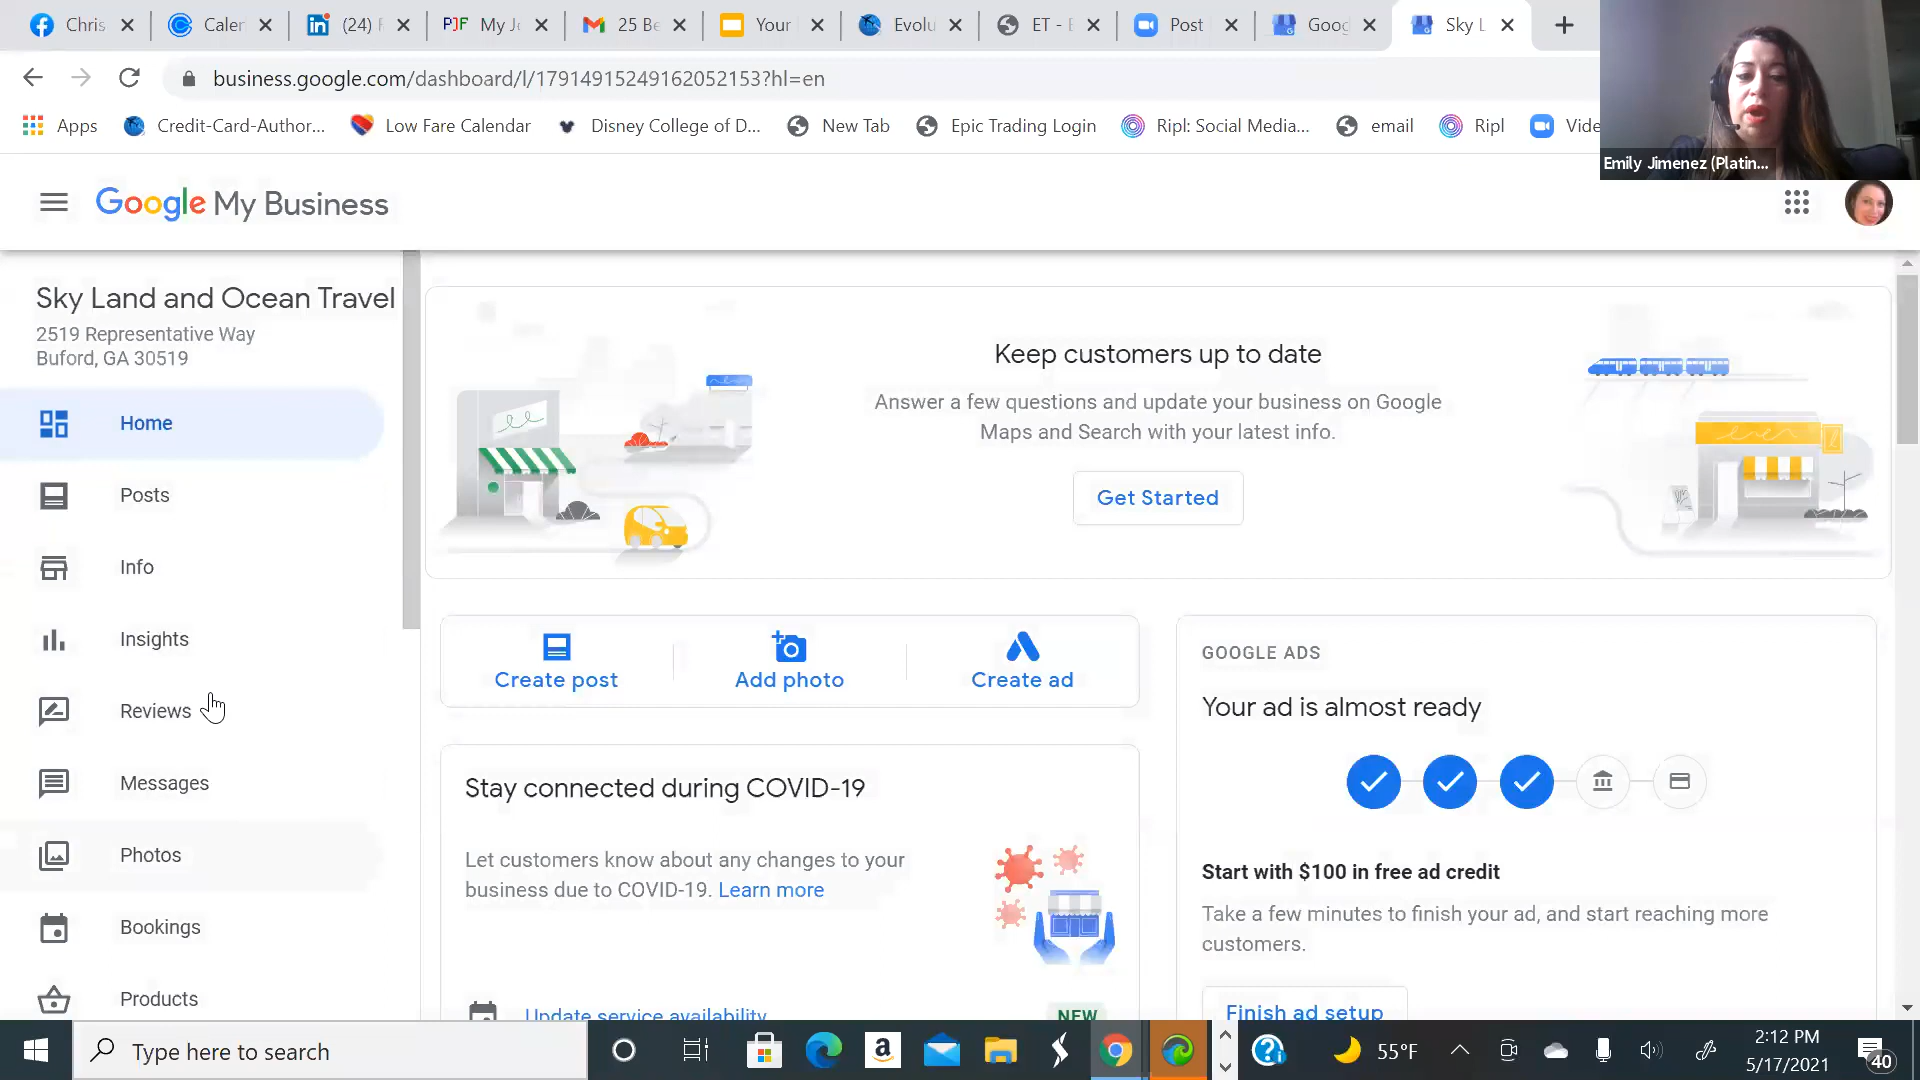 Chris
Caler
(24) F
PJF My Jo
25 Be
Your
Evolu
ET - E
Post
Goog
Sky L
business.google.com/dashboard/l/17914915249162052153?hl=en
Apps
Credit-Card-Author...
Low Fare Calendar
Disney College of D...
New Tab
Epic Trading Login
Ripl: Social Media...
email
Ripl
Vide
Emily Jimenez (Platin...
Google My Business
Sky Land and Ocean Travel
2519 Representative Way
Buford, GA 30519
Home
Posts
Info
Insights
Reviews
Messages
Photos
Bookings
Products
Keep customers up to date
Answer a few questions and update your business on Google
Maps and Search with your latest info.
Get Started
Create post
Add photo
Create ad
Stay connected during COVID-19
Let customers know about any changes to your
business due to COVID-19. Learn more
Update service availability
NEW
GOOGLE ADS
Your ad is almost ready
Start with $100 in free ad credit
Take a few minutes to finish your ad, and start reaching more
customers.
Finish ad setup
Type here to search
55°F
2:12 PM
5/17/2021
40